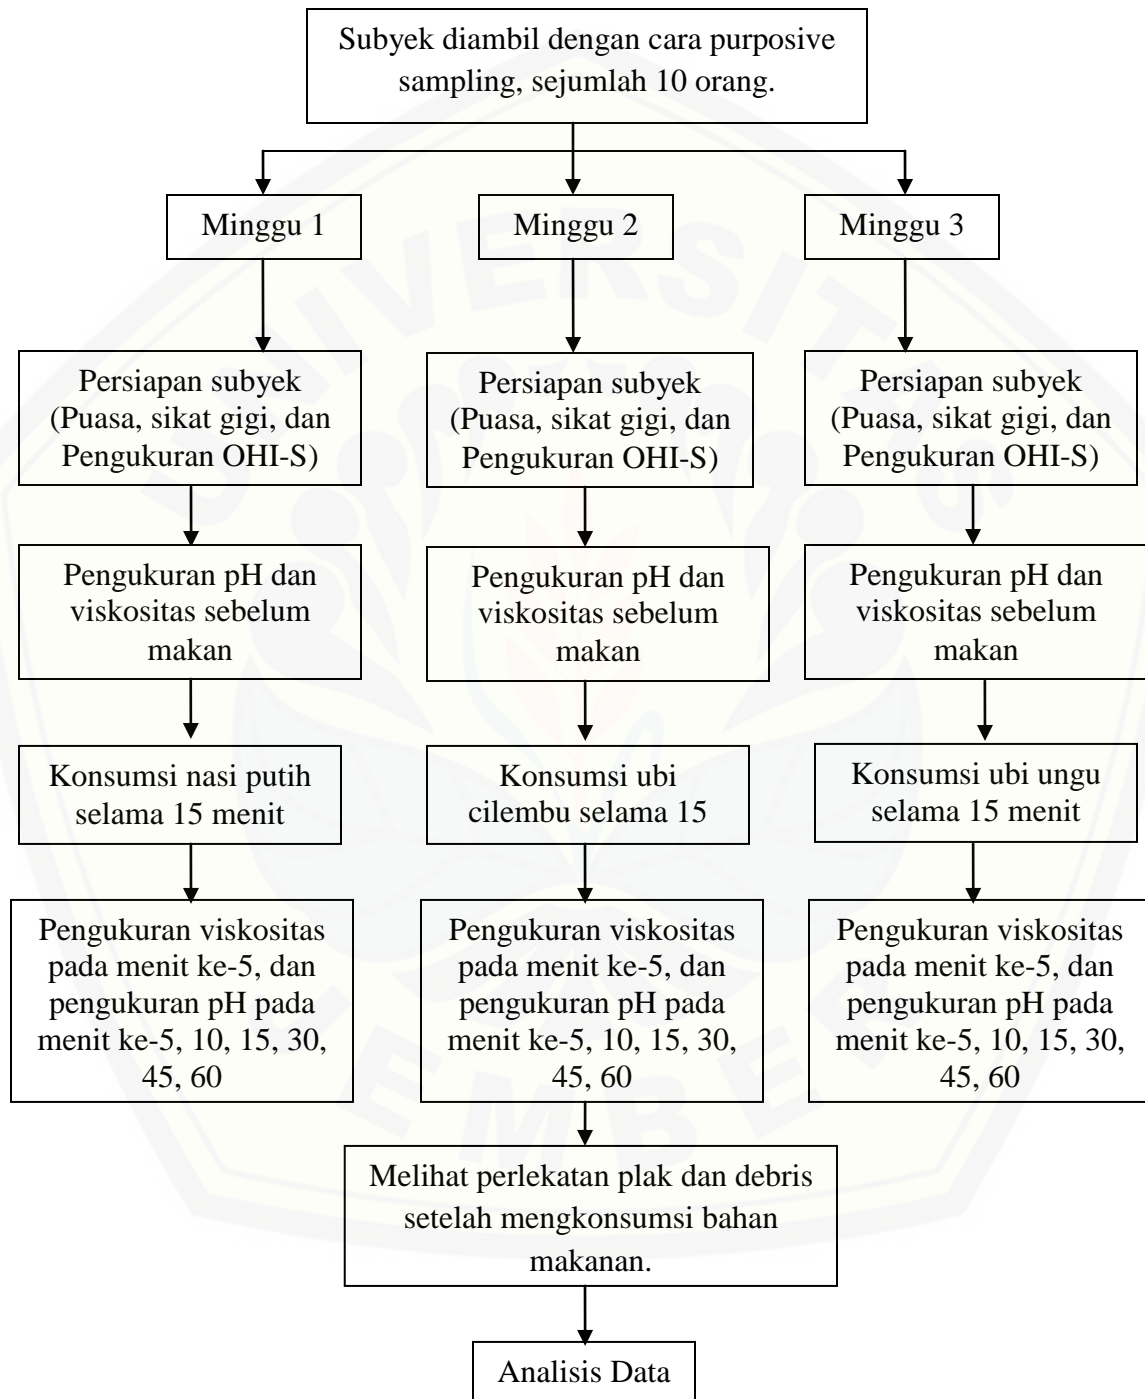 Subyek diambil dengan cara purposive
sampling, sejumlah 10 orang.
Minggu 1
Minggu 2
Minggu 3
Persiapan subyek
(Puasa, sikat gigi, dan
Pengukuran OHI-S)
Persiapan subyek
(Puasa, sikat gigi, dan
Pengukuran OHI-S)
Persiapan subyek
(Puasa, sikat gigi, dan
Pengukuran OHI-S)
Pengukuran pH dan
viskositas sebelum
makan
Pengukuran pH dan
viskositas sebelum
makan
Pengukuran pH dan
viskositas sebelum
makan
Konsumsi nasi putih
selama 15 menit
Konsumsi ubi
cilembu selama 15
Konsumsi ubi ungu
selama 15 menit
Pengukuran viskositas
pada menit ke-5, dan
pengukuran pH pada
menit ke-5, 10, 15, 30,
45, 60
Pengukuran viskositas
pada menit ke-5, dan
pengukuran pH pada
menit ke-5, 10, 15, 30,
45, 60
Pengukuran viskositas
pada menit ke-5, dan
pengukuran pH pada
menit ke-5, 10, 15, 30,
45, 60
Melihat perlekatan plak dan debris
setelah mengkonsumsi bahan
makanan.
Analisis Data
UNIVERSITAS
JEMBER